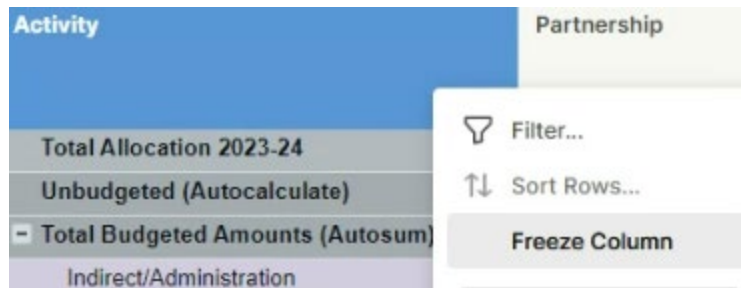 Activity
Partnership
Total Allocation 2023-24
Filter...
Unbudgeted (Autocalculate)
Sort Rows...
Total Budgeted Amounts (Autosum)
Freeze Column
Indirect/Administration